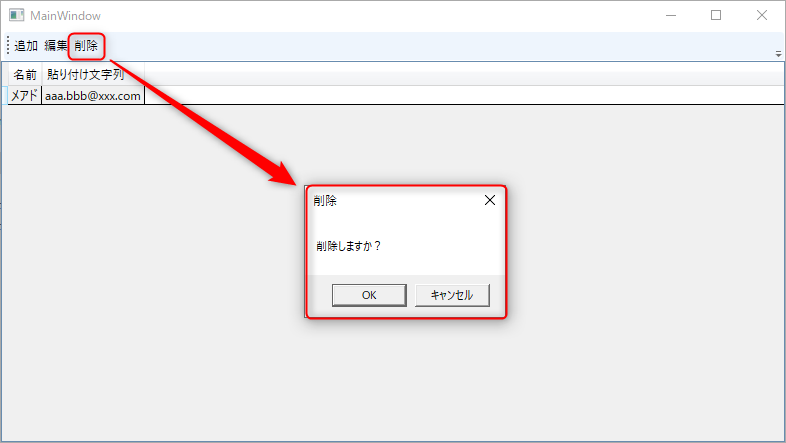 MainWindow
追加 編集 削除
名前 貼り付け文字列
メアド aaa.bbb@xxx.com
削除
削除しますか？
OK キャンセル